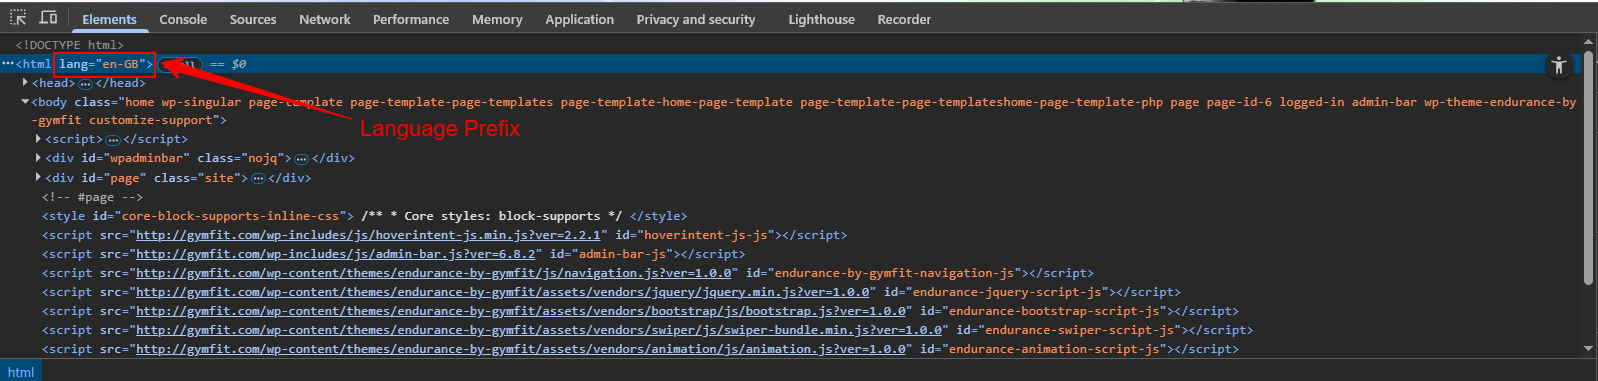 Elements Console Sources Network Performance Memory Application Privacy and security Lighthouse Recorder
<!DOCTYPE html>
···<html lang="en-GB"> == $0
<head> ··· </head>
<body class="home wp-singular page-template page-template-page-templates page-template-home-page-template page-template-page-templateshome-page-template-php page page-id-6 logged-in admin-bar wp-theme-endurance-by
-gymfit customize-support">
Language Prefix
<script> ··· </script>
<div id="wpadminbar" class="nojq"> ··· </div>
<div id="page" class="site"> ··· </div>
<!-- #page -->
<style id="core-block-supports-inline-css"> /** * Core styles: block-supports */ </style>
<script src="http://gymfit.com/wp-includes/js/hoverintent-js.min.js?ver=2.2.1" id="hoverintent-js-js"></script>
<script src="http://gymfit.com/wp-includes/js/admin-bar.js?ver=6.8.2" id="admin-bar-js"></script>
<script src="http://gymfit.com/wp-content/themes/endurance-by-gymfit/js/navigation.js?ver=1.0.0" id="endurance-by-gymfit-navigation-js"></script>
<script src="http://gymfit.com/wp-content/themes/endurance-by-gymfit/assets/vendors/jquery/jquery.min.js?ver=1.0.0" id="endurance-jquery-script-js"></script>
<script src="http://gymfit.com/wp-content/themes/endurance-by-gymfit/assets/vendors/bootstrap/js/bootstrap.js?ver=1.0.0" id="endurance-bootstrap-script-js"></script>
<script src="http://gymfit.com/wp-content/themes/endurance-by-gymfit/assets/vendors/swiper/js/swiper-bundle.min.js?ver=1.0.0" id="endurance-swiper-script-js"></script>
<script src="http://gymfit.com/wp-content/themes/endurance-by-gymfit/assets/vendors/animation/js/animation.js?ver=1.0.0" id="endurance-animation-script-js"></script>
html